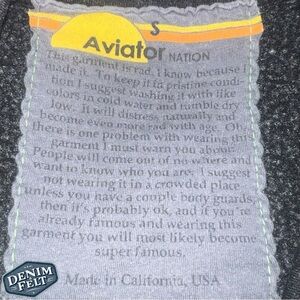 S
Aviator NATION
This garment is rad. I know because I
made it. To keep it in pristine condi-
tion I suggest washing it with like
colors in cold water and tumble dry
low. It will distress naturally and
become even more rad with age. Oh,
there is one problem with wearing this
garment I must warn you about.
People will come out of no where and
want to know who you are. I suggest
not wearing it in a crowded place
unless you have a couple body guards,
then it's probably ok, and if you're
already famous and wearing this
garment you will most likely become
super famous.
Made in California, USA
DENIM
FELT